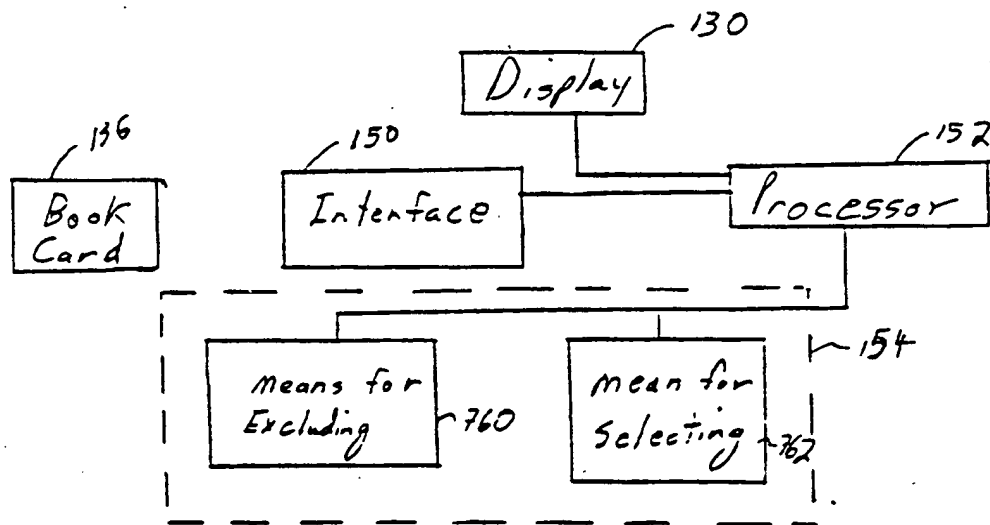 130
Display
136
150
152
Book
Card
Interface
Processor
154
means for
Excluding
760
mean for
Selecting
762